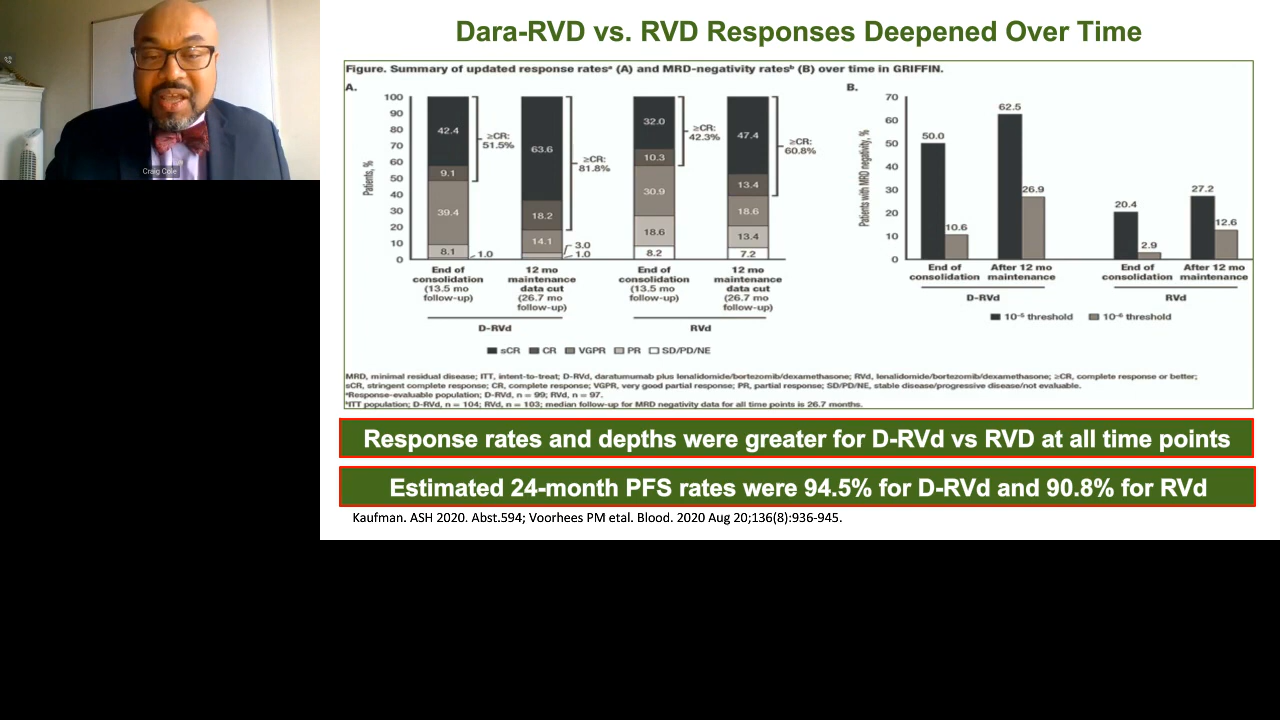 Craig Cole
Dara-RVD vs. RVD Responses Deepened Over Time
Figure. Summary of updated response ratesᵃ (A) and MRD-negativity ratesᵇ (B) over time in GRIFFIN.
A.
Patients, %
100
90
80
70
60
50
40
30
20
10
0
42.4
9.1
39.4
8.1
1.0
≥CR:
51.5%
63.6
18.2
14.1
3.0
1.0
≥CR:
81.8%
32.0
10.3
30.9
18.6
8.2
≥CR:
42.3%
47.4
13.4
18.6
13.4
7.2
≥CR:
60.8%
End of
consolidation
(13.5 mo
follow-up)
12 mo
maintenance
data cut
(26.7 mo
follow-up)
End of
consolidation
(13.5 mo
follow-up)
12 mo
maintenance
data cut
(26.7 mo
follow-up)
D-RVd
RVd
sCR CR VGPR PR SD/PD/NE
B.
Patients with MRD negativity, %
70
60
50
40
30
20
10
0
50.0
10.6
62.5
26.9
20.4
2.9
27.2
12.6
End of
consolidation
After 12 mo
maintenance
End of
consolidation
After 12 mo
maintenance
D-RVd
RVd
10⁻⁵ threshold 10⁻⁶ threshold
MRD, minimal residual disease; ITT, intent-to-treat; D-RVd, daratumumab plus lenalidomide/bortezomib/dexamethasone; RVd, lenalidomide/bortezomib/dexamethasone; ≥CR, complete response or better;
sCR, stringent complete response; CR, complete response; VGPR, very good partial response; PR, partial response; SD/PD/NE, stable disease/progressive disease/not evaluable.
ᵃResponse-evaluable population; D-RVd, n = 99; RVd, n = 97.
ᵇITT population; D-RVd, n = 104; RVd, n = 103; median follow-up for MRD negativity data for all time points is 26.7 months.
Response rates and depths were greater for D-RVd vs RVD at all time points
Estimated 24-month PFS rates were 94.5% for D-RVd and 90.8% for RVd
Kaufman. ASH 2020. Abst.594; Voorhees PM etal. Blood. 2020 Aug 20;136(8):936-945.